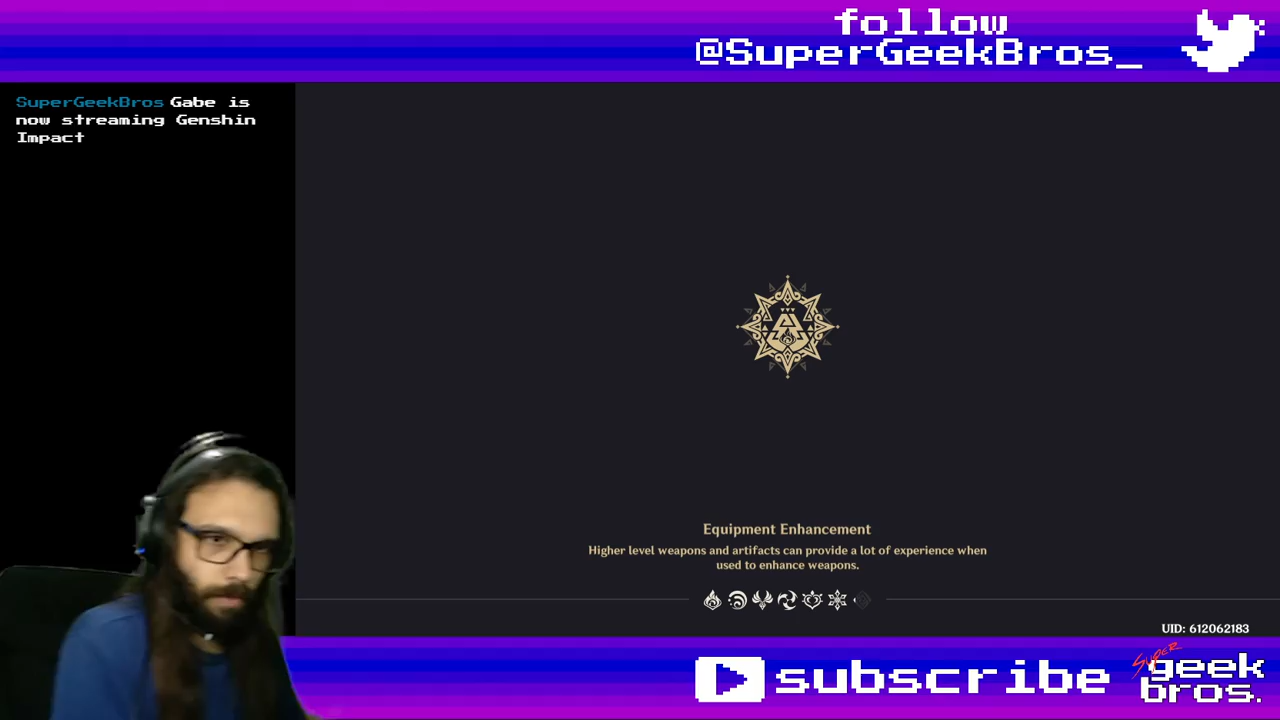 follow
@SuperGeekBros_
SuperGeekBros Gabe is
now streaming Genshin
Impact
Equipment Enhancement
Higher level weapons and artifacts can provide a lot of experience when
used to enhance weapons.
UID: 612062183
subscribe
SUPER
geek
bros.